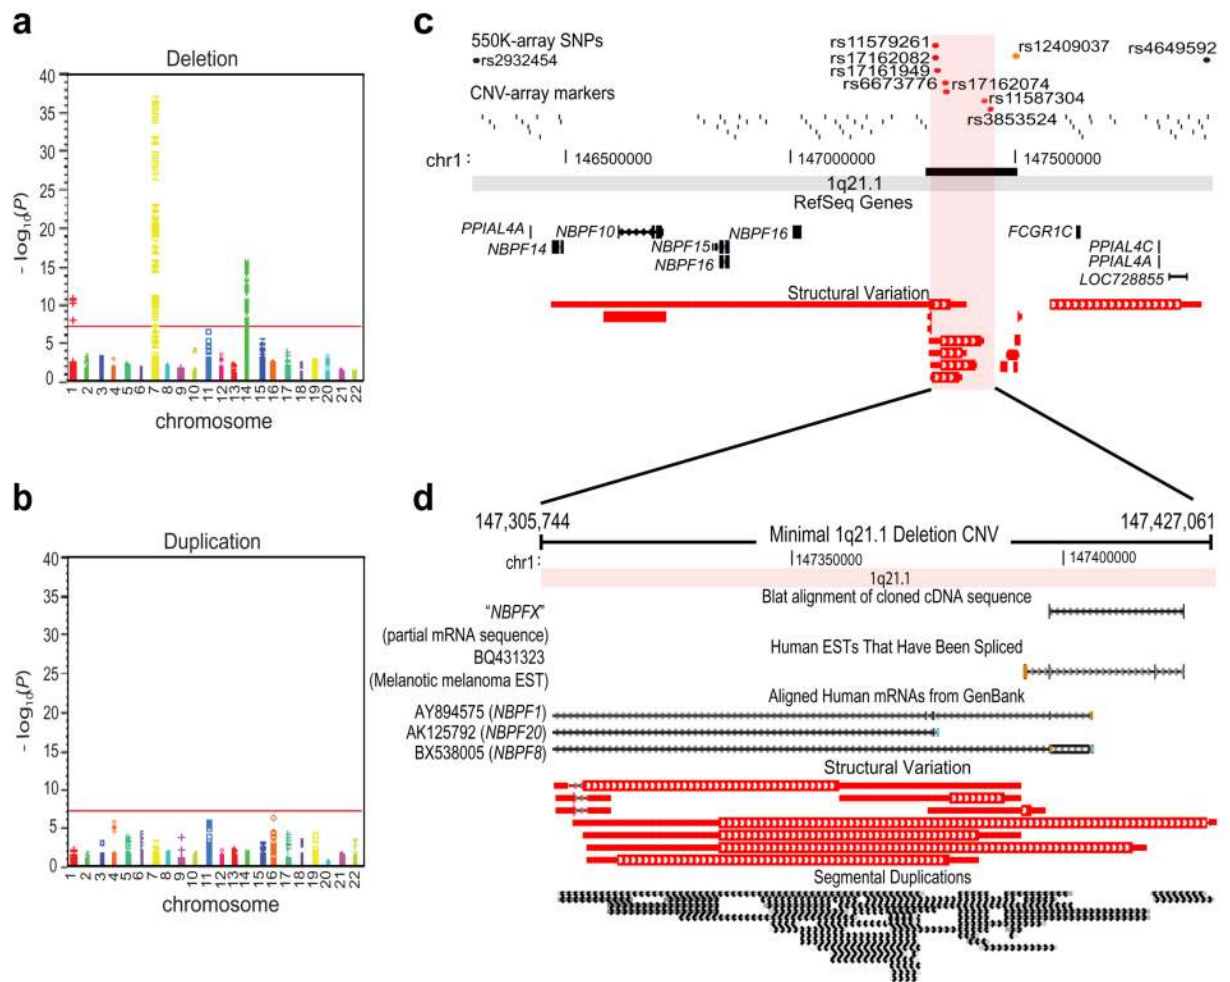 a
Deletion
40
35
30
25
20
15
10
5
0
- log10(P)
1 2 3 4 5 6 7 8 9 10 11 12 13 14 15 16 17 18 19 20 21 22
chromosome
b
Duplication
40
35
30
25
20
15
10
5
0
- log10(P)
1 2 3 4 5 6 7 8 9 10 11 12 13 14 15 16 17 18 19 20 21 22
chromosome
c
550K-array SNPs
rs2932454
rs11579261
rs17162082
rs17161949
rs6673776
rs17162074
rs11587304
rs3853524
rs12409037
rs4649592
CNV-array markers
chr1: 146500000 147000000 147500000
1q21.1
RefSeq Genes
PPIAL4A
NBPF14
NBPF10
NBPF15
NBPF16
NBPF16
FCGR1C
PPIAL4C
PPIAL4A
LOC728855
Structural Variation
d
147,305,744 147,427,061
Minimal 1q21.1 Deletion CNV
chr1: 147350000 147400000
1q21.1
Blat alignment of cloned cDNA sequence
"NBPFX"
(partial mRNA sequence)
Human ESTs That Have Been Spliced
BQ431323
(Melanotic melanoma EST)
Aligned Human mRNAs from GenBank
AY894575 (NBPF1)
AK125792 (NBPF20)
BX538005 (NBPF8)
Structural Variation
Segmental Duplications